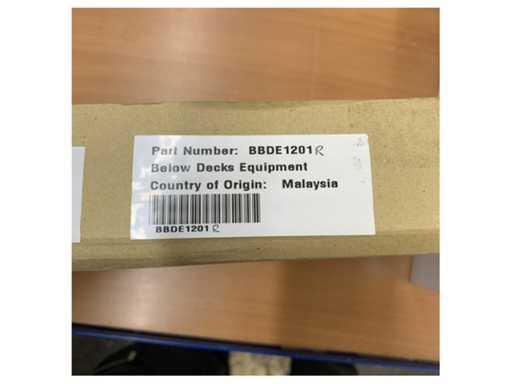 Part Number: BBDE1201R
Below Decks Equipment
Country of Origin: Malaysia
BBDE1201R